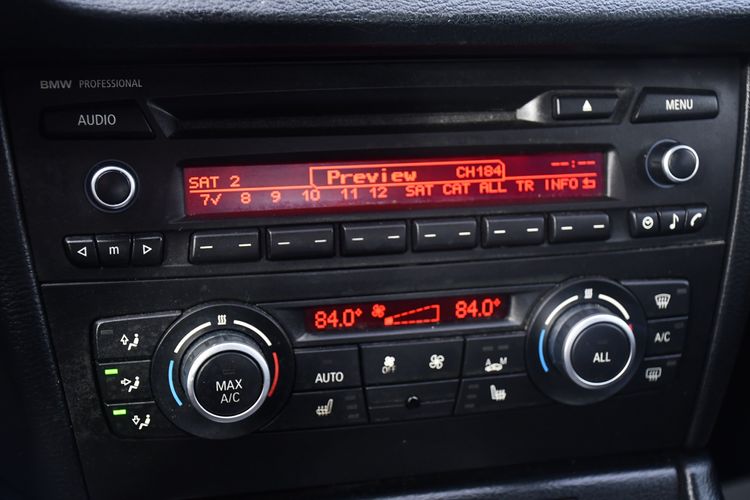 BMW PROFESSIONAL
AUDIO
MENU
Preview CH184 --:--
SAT 2
7✓ 8 9 10 11 12 SAT CAT ALL TR INFO
m
84.0° 84.0°
MAX A/C
AUTO
OFF
A M
ALL
A/C